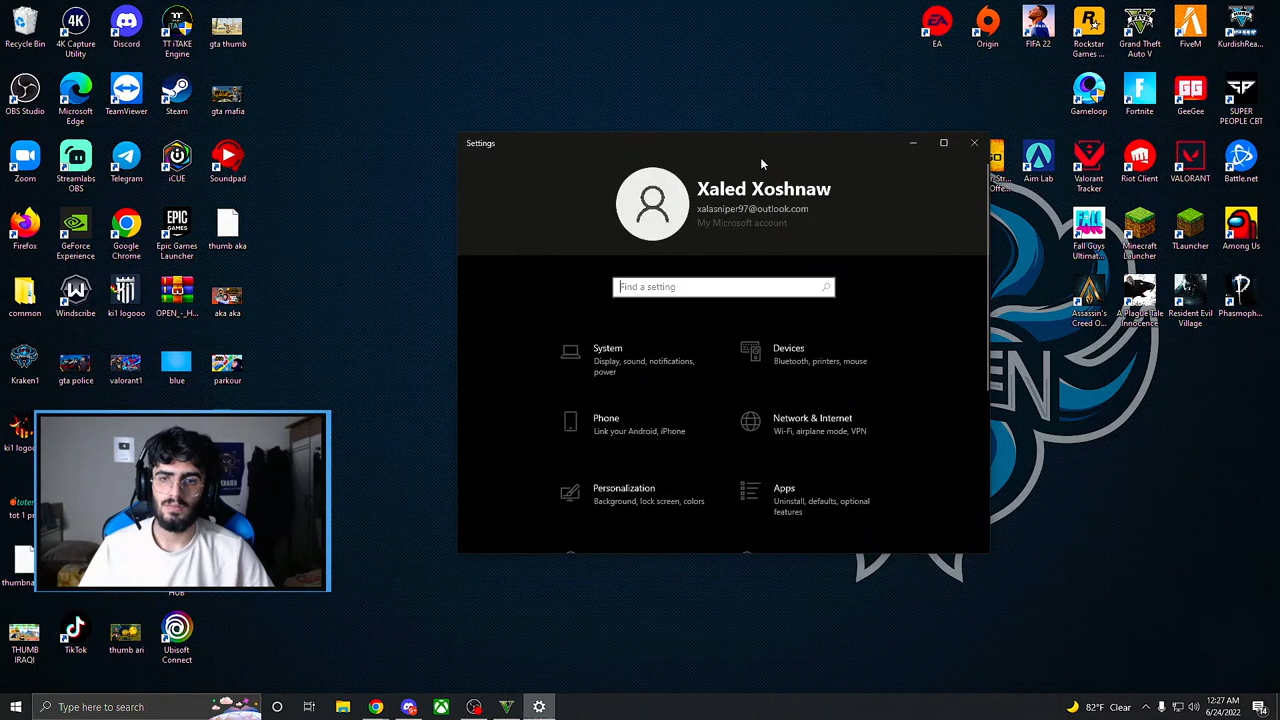 Recycle Bin
4K Capture
Utility
Discord
TT iTAKE
Engine
gta thumb
OBS Studio
Microsoft
Edge
TeamViewer
Steam
gta mafia
Zoom
Streamlabs
OBS
Telegram
iCUE
Soundpad
Firefox
GeForce
Experience
Google
Chrome
Epic Games
Launcher
thumb aka
common
Windscribe
ki1 logooo
OPEN_-_H...
aka aka
Kraken1
gta police
valorant1
blue
parkour
ki1 logo
tot 1 pr
thumbna
HUB
THUMB
IRAQI
TikTok
thumb ari
Ubisoft
Connect
Settings
Xaled Xoshnaw
xalasniper97@outlook.com
My Microsoft account
Find a setting
System
Display, sound, notifications,
power
Devices
Bluetooth, printers, mouse
Phone
Link your Android, iPhone
Network & Internet
Wi-Fi, airplane mode, VPN
Personalization
Background, lock screen, colors
Apps
Uninstall, defaults, optional
features
EA
Origin
FIFA 22
Rockstar
Games ...
Grand Theft
Auto V
FiveM
KurdishRea...
Gameloop
Fortnite
GeeGee
SUPER
PEOPLE CBT
Aim Lab
Valorant
Tracker
Riot Client
VALORANT
Battle.net
Fall Guys
Ultimat...
Minecraft
Launcher
TLauncher
Among Us
Assassin's
Creed O...
A Plague Tale
Innocence
Resident Evil
Village
Phasmoph...
Type here to search
82°F Clear
12:27 AM
6/24/2022